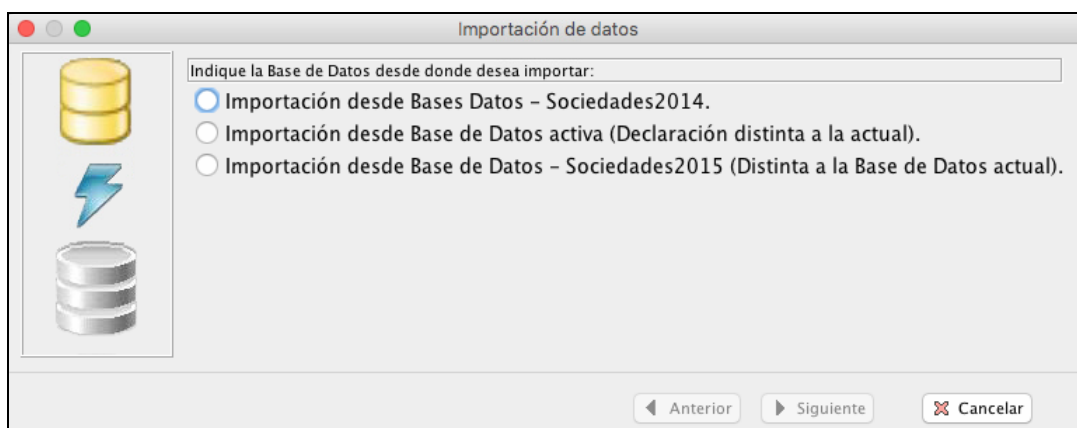 Importación de datos
Indique la Base de Datos desde donde desea importar:
Importación desde Bases Datos – Sociedades2014.
Importación desde Base de Datos activa (Declaración distinta a la actual).
Importación desde Base de Datos – Sociedades2015 (Distinta a la Base de Datos actual).
Anterior Siguiente Cancelar